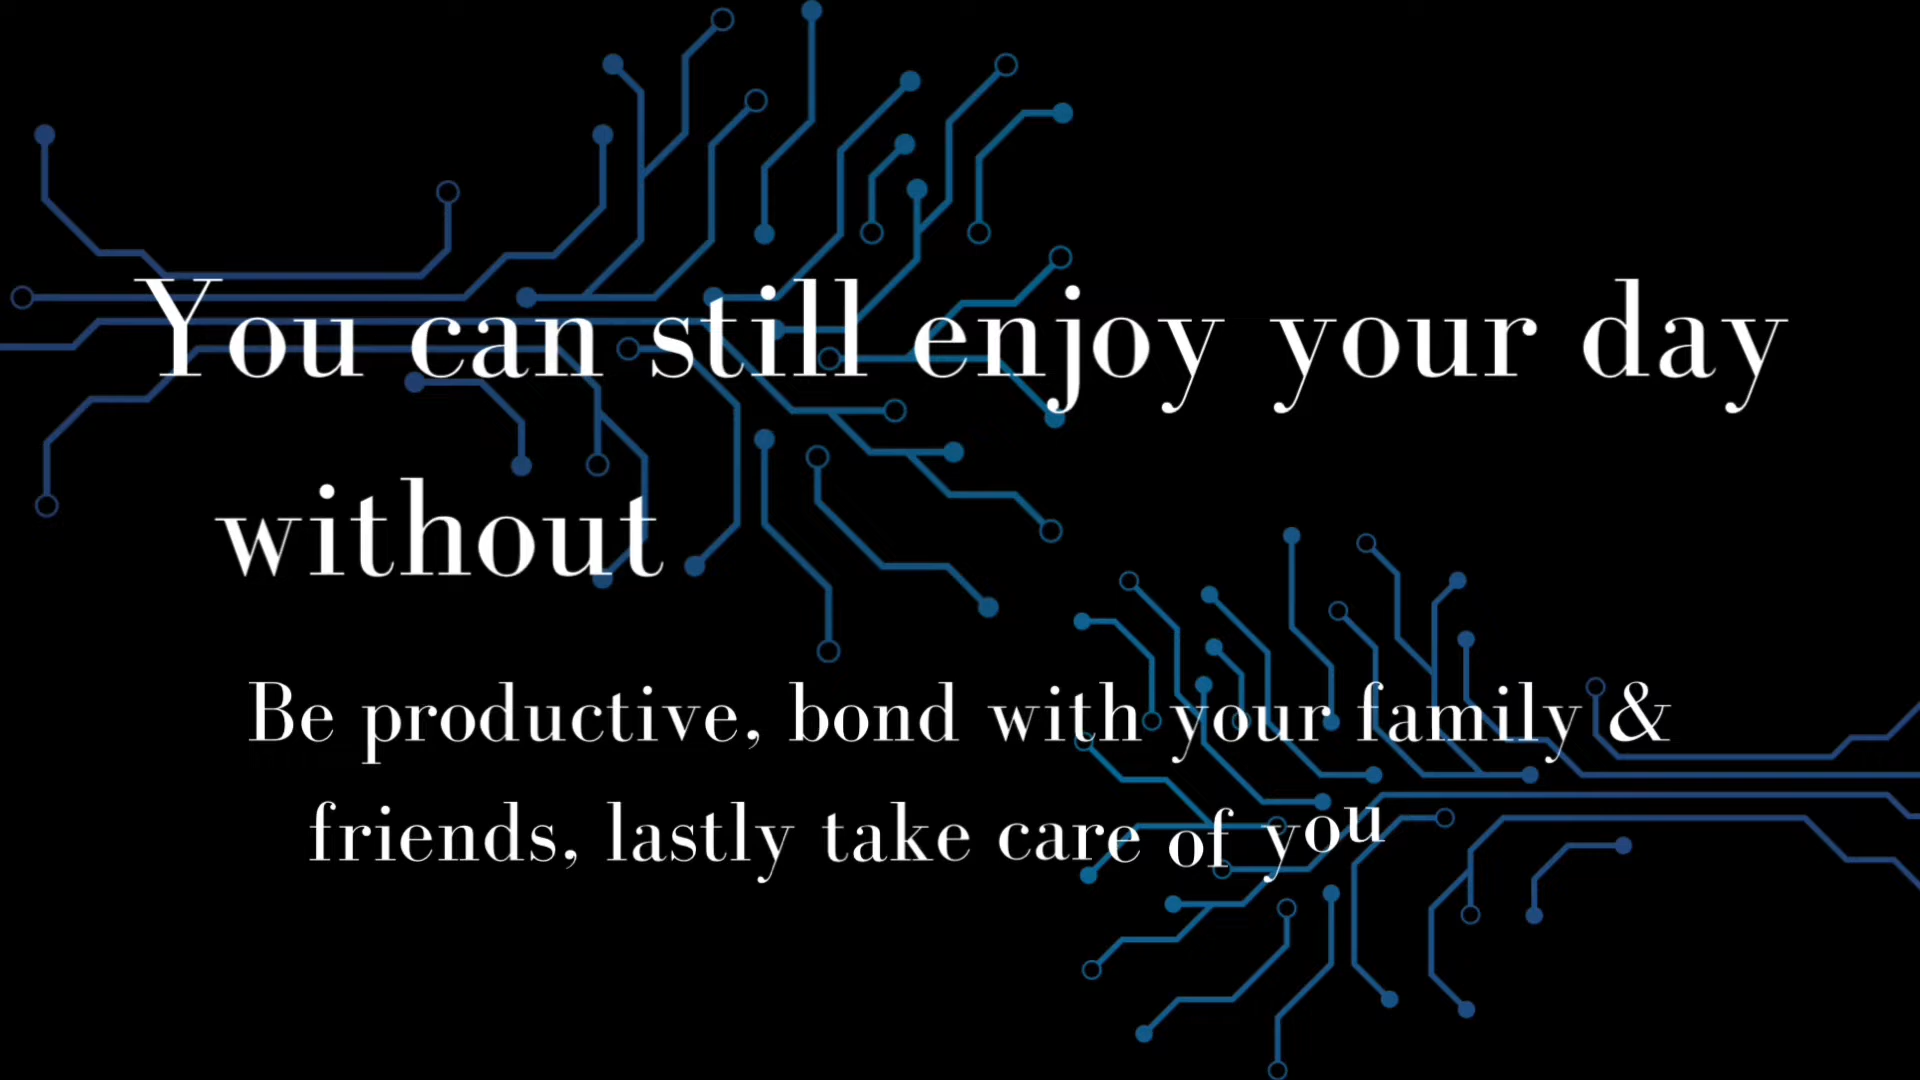 You can still enjoy your day
without
Be productive, bond with your family &
friends, lastly take care of you